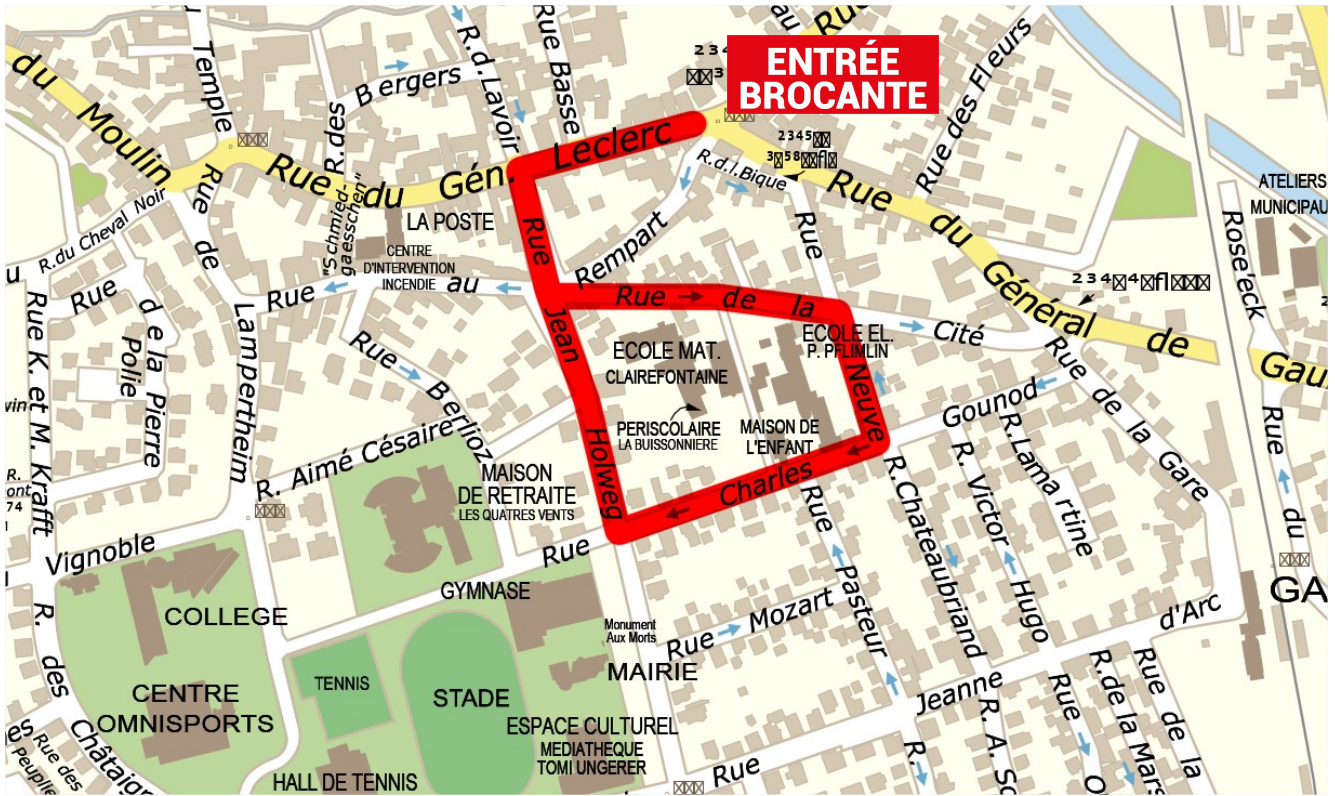 ENTRÉE
BROCANTE
du Moulin
Temple
R.des
Bergers
R.d.Lavoir
Rue Basse
Rue des Fleurs
Leclerc
Rue du Gén.
R.d.l.Bique
Rue du Général de
ATELIERS
MUNICIPAU
Rose'eck
R.du Cheval Noir
Rue de
Lampertheim
"Schmied-
gaesschen"
LA POSTE
CENTRE
D'INTERVENTION
INCENDIE
Rue au
Rempart
Rue
Rue
Jean
Holweg
Rue de la
Cité
Rue
de la Pierre
Polie
Rue K. et M. Krafft
Rue Berlioz
ECOLE MAT.
CLAIREFONTAINE
ECOLE EL.
P. PFLIMLIN
Neuve
PERISCOLAIRE
LA BUISSONNIERE
MAISON DE
L'ENFANT
Gounod
Charles
Rue
Rue de la Gare
R.Lamartine
R. Victor Hugo
R.Chateaubriand
Rue Pasteur
Rue du
R. Aimé Césaire
MAISON
DE RETRAITE
LES QUATRES VENTS
Vignoble
COLLEGE
GYMNASE
Monument
Aux Morts
MAIRIE
Rue Mozart
GA
CENTRE
OMNISPORTS
TENNIS
STADE
ESPACE CULTUREL
MEDIATHEQUE
TOMI UNGERER
HALL DE TENNIS
R. des
Châtaign
Rue des
Peuplie
Rue
Jeanne
d'Arc
R.
R. A. Sc
Rue
R.de la Mars
Rue de la